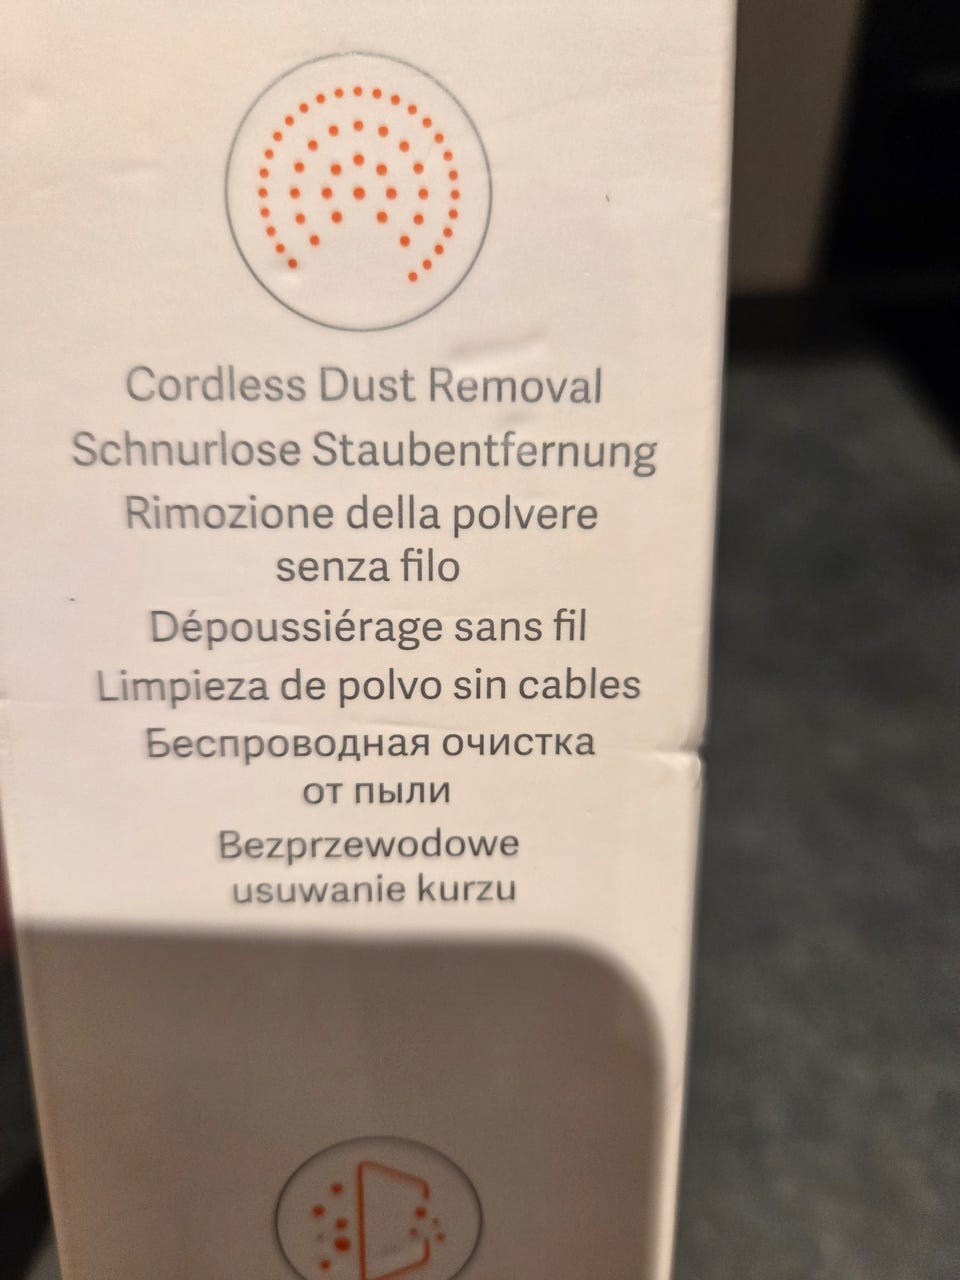 Cordless Dust Removal
Schnurlose Staubentfernung
Rimozione della polvere
senza filo
Dépoussiérage sans fil
Limpieza de polvo sin cables
Беспроводная очистка
от пыли
Bezprzewodowe
usuwanie kurzu